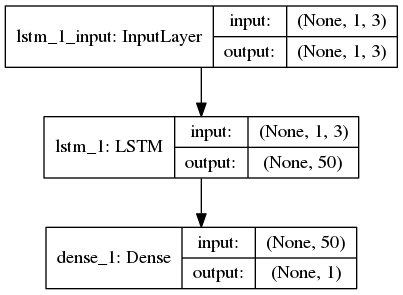 lstm_1_input: InputLayer
input: (None, 1, 3)
output: (None, 1, 3)
lstm_1: LSTM
input: (None, 1, 3)
output: (None, 50)
dense_1: Dense
input: (None, 50)
output: (None, 1)